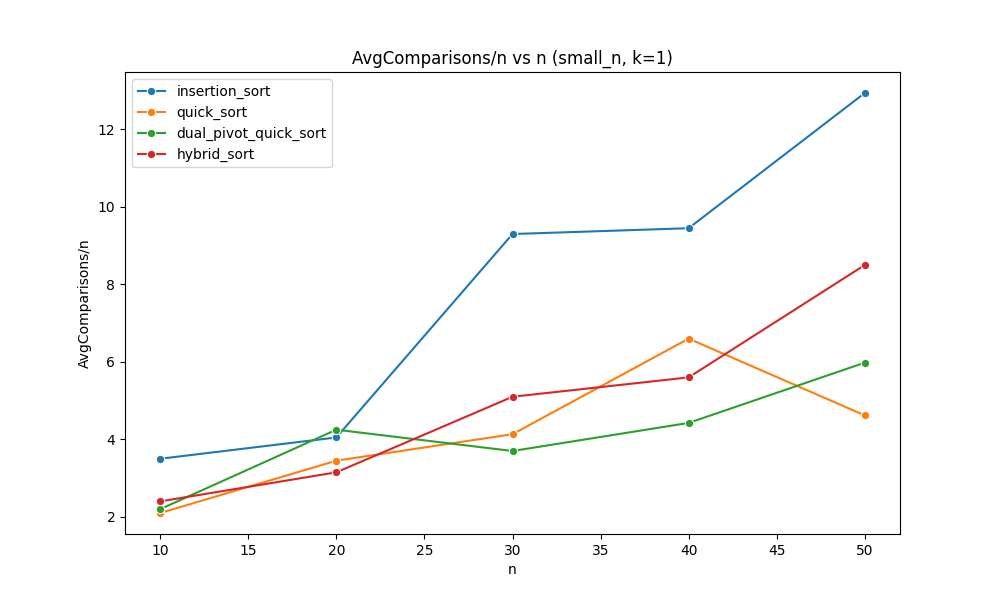 AvgComparisons/n vs n (small_n, k=1)
insertion_sort
quick_sort
dual_pivot_quick_sort
hybrid_sort
AvgComparisons/n
12
10
8
6
4
2
10 15 20 25 30 35 40 45 50
n